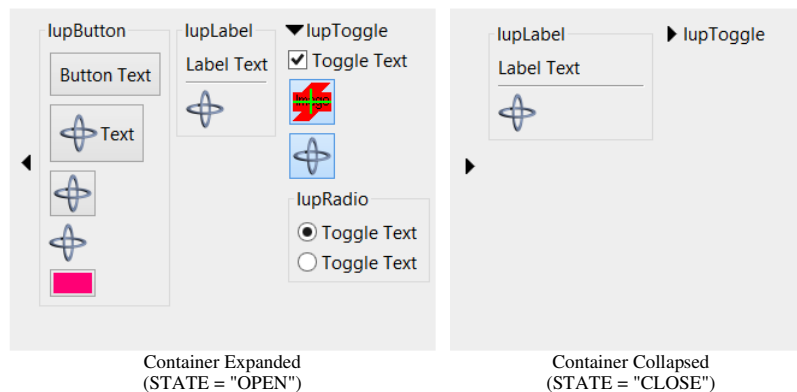 IupButton
Button Text
Text
IupLabel
Label Text
IupToggle
Toggle Text
Image
IupRadio
Toggle Text
Toggle Text
Container Expanded
(STATE = "OPEN")
IupLabel
Label Text
IupToggle
Container Collapsed
(STATE = "CLOSE")